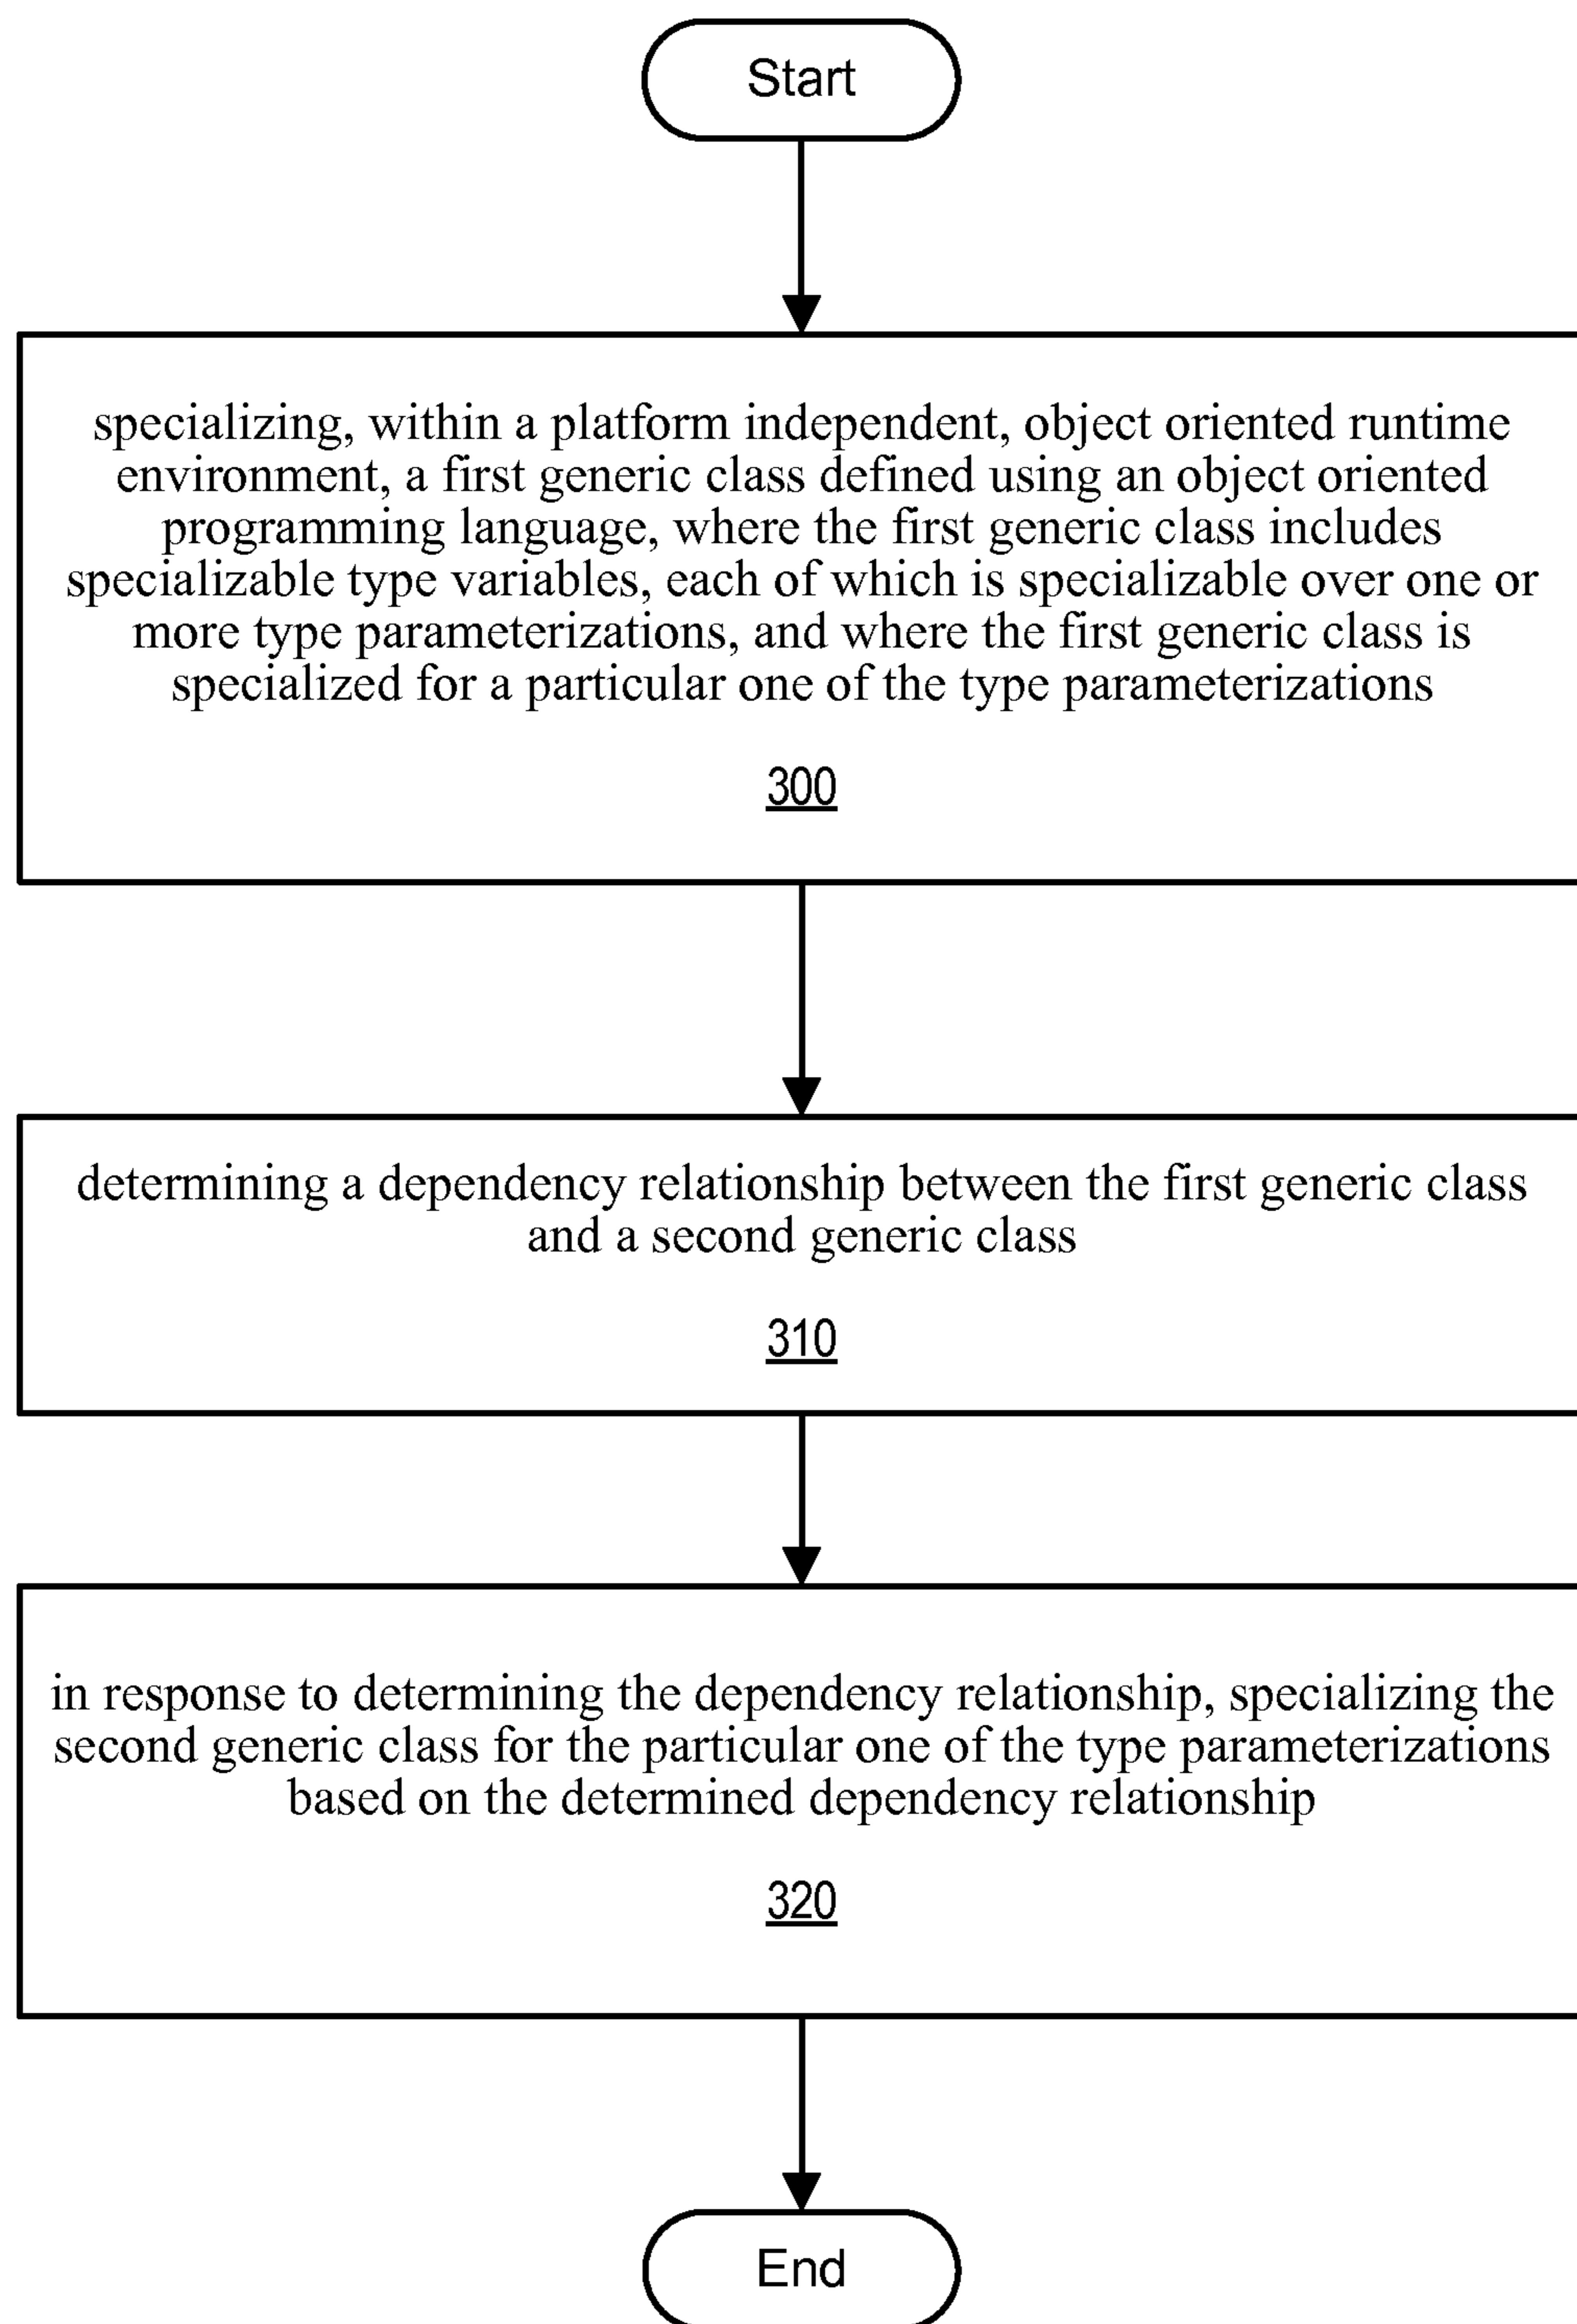 Start
specializing, within a platform independent, object oriented runtime
environment, a first generic class defined using an object oriented
programming language, where the first generic class includes
specializable type variables, each of which is specializable over one or
more type parameterizations, and where the first generic class is
specialized for a particular one of the type parameterizations
300
determining a dependency relationship between the first generic class
and a second generic class
310
in response to determining the dependency relationship, specializing the
second generic class for the particular one of the type parameterizations
based on the determined dependency relationship
320
End